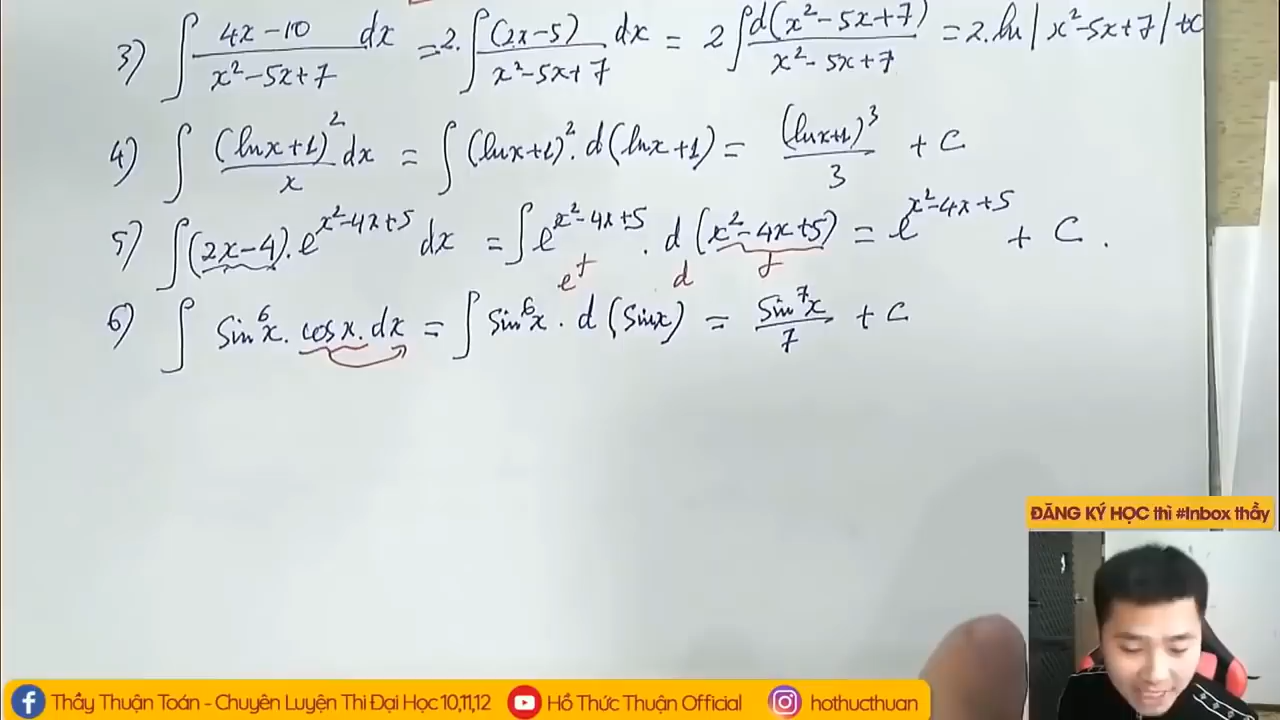 3) ∫ (4x-10)/(x²-5x+7) dx = 2.∫ (2x-5)/(x²-5x+7) dx = 2∫ d(x²-5x+7)/(x²-5x+7) = 2.ln|x²-5x+7|+C
4) ∫ (lnx+1)²/x dx = ∫ (lnx+1)². d(lnx+1) = (lnx+1)³/3 + C
5) ∫ (2x-4).e^(x²-4x+5) dx = ∫ e^(x²-4x+5) . d(x²-4x+5) = e^(x²-4x+5) + C .
e^f d f
6) ∫ Sin⁶x. cosx. dx = ∫ Sin⁶x . d(Sinx) = Sin⁷x/7 + C
ĐĂNG KÝ HỌC thì #Inbox thầy
Thầy Thuận Toán - Chuyên Luyện Thi Đại Học 10,11,12 Hồ Thức Thuận Official hothucthuan